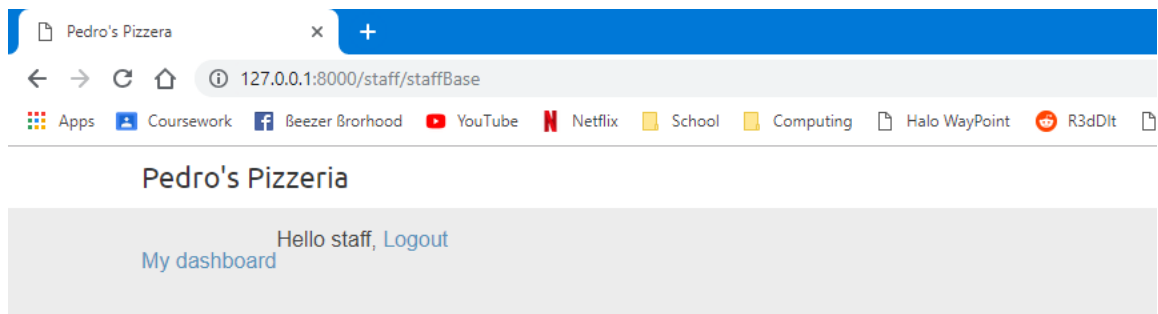 Pedro's Pizzera
127.0.0.1:8000/staff/staffBase
Apps Coursework ßeezer ßrorhood YouTube Netflix School Computing Halo WayPoint R3dDIt
Pedro's Pizzeria
Hello staff, Logout
My dashboard